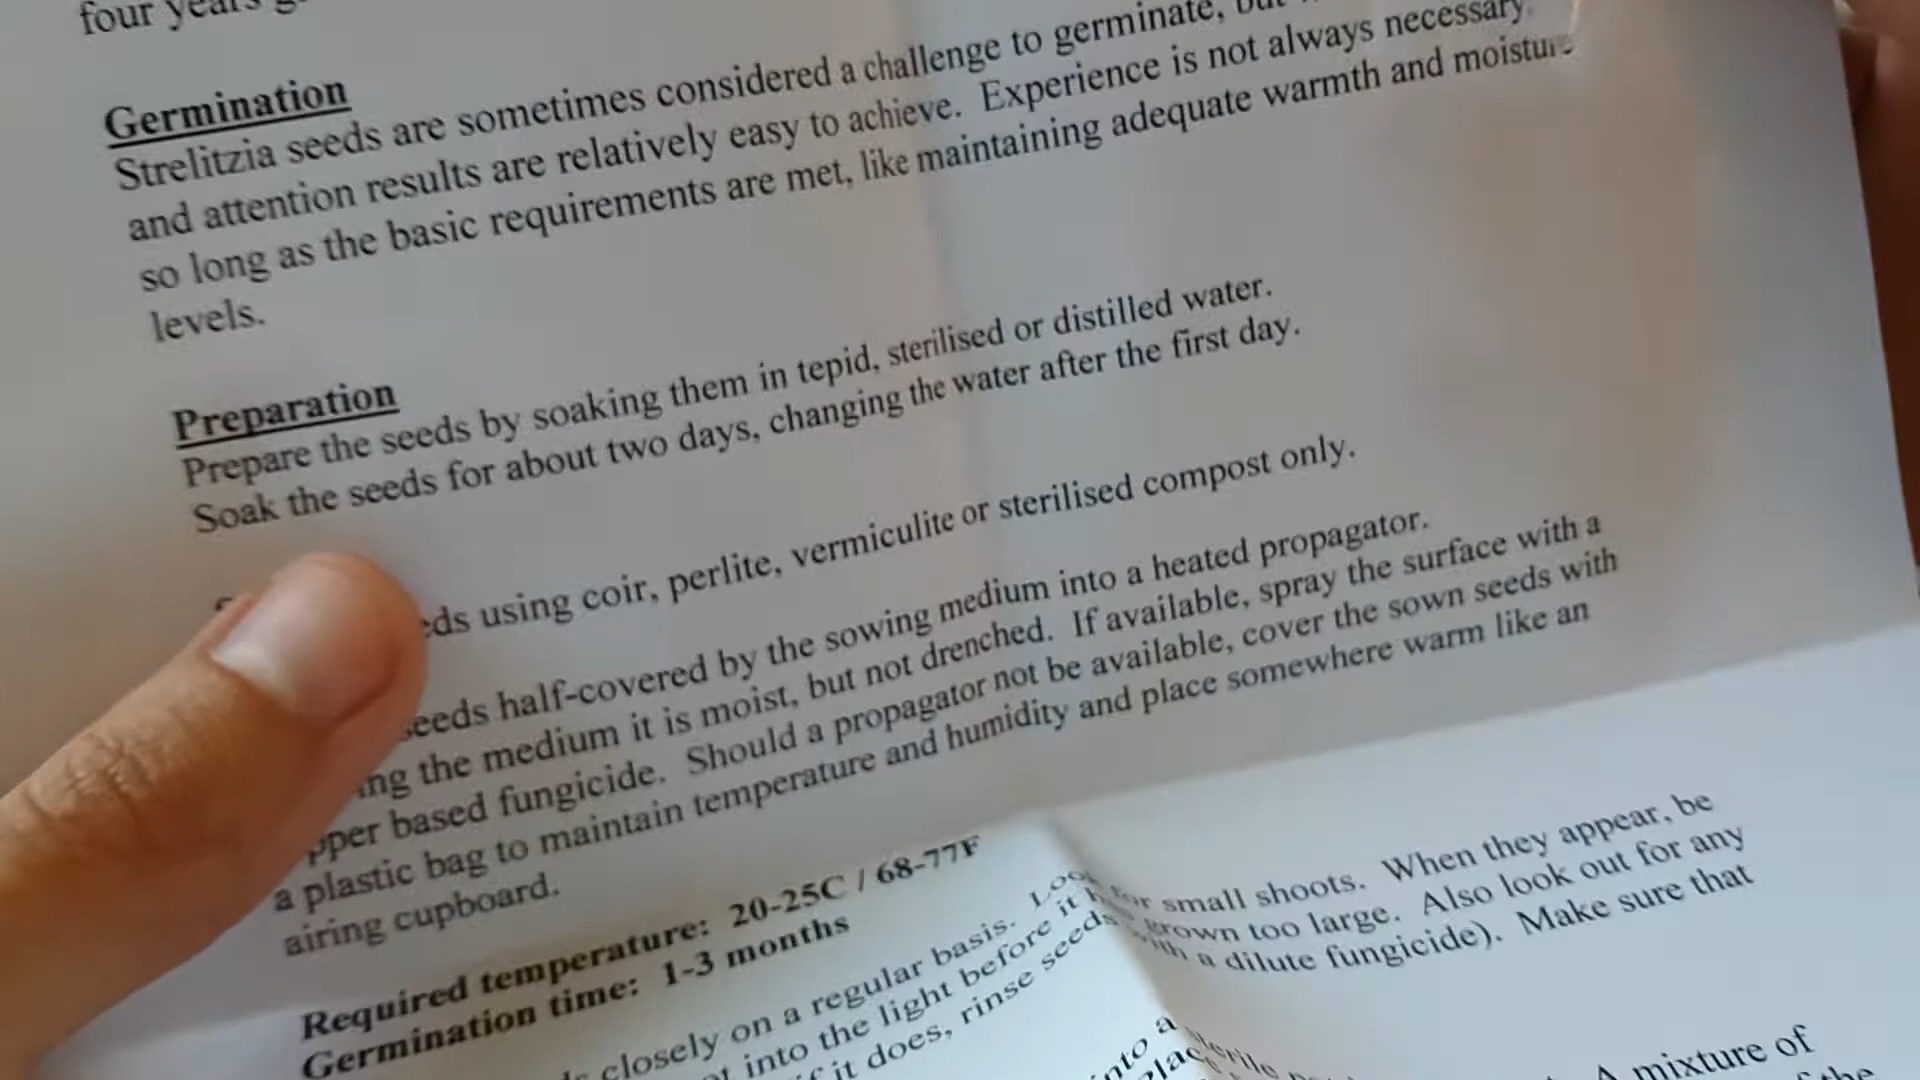 four years
Germination
Strelitzia seeds are sometimes considered a challenge to germinate, but
and attention results are relatively easy to achieve. Experience is not always necessary
so long as the basic requirements are met, like maintaining adequate warmth and moisture
levels.
Preparation
Prepare the seeds by soaking them in tepid, sterilised or distilled water.
Soak the seeds for about two days, changing the water after the first day.
eds using coir, perlite, vermiculite or sterilised compost only.
seeds half-covered by the sowing medium into a heated propagator.
ing the medium it is moist, but not drenched. If available, spray the surface with a
pper based fungicide. Should a propagator not be available, cover the sown seeds with
a plastic bag to maintain temperature and humidity and place somewhere warm like an
airing cupboard.
Required temperature: 20-25C / 68-77F
Germination time: 1-3 months
closely on a regular basis. Look for small shoots. When they appear, be
into the light before it has grown too large. Also look out for any
it does, rinse seeds with a dilute fungicide). Make sure that
into a sterile
A mixture of
the